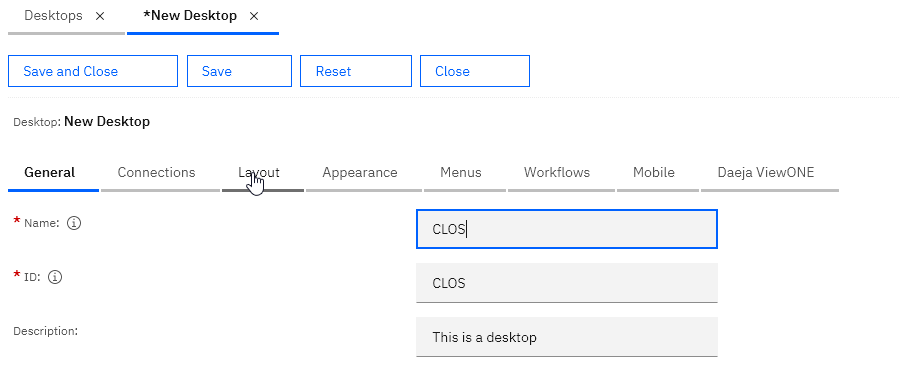 Desktops × *New Desktop ×
Save and Close Save Reset Close
Desktop: New Desktop
General Connections Layout Appearance Menus Workflows Mobile Daeja ViewONE
* Name: CLOS
* ID: CLOS
Description: This is a desktop